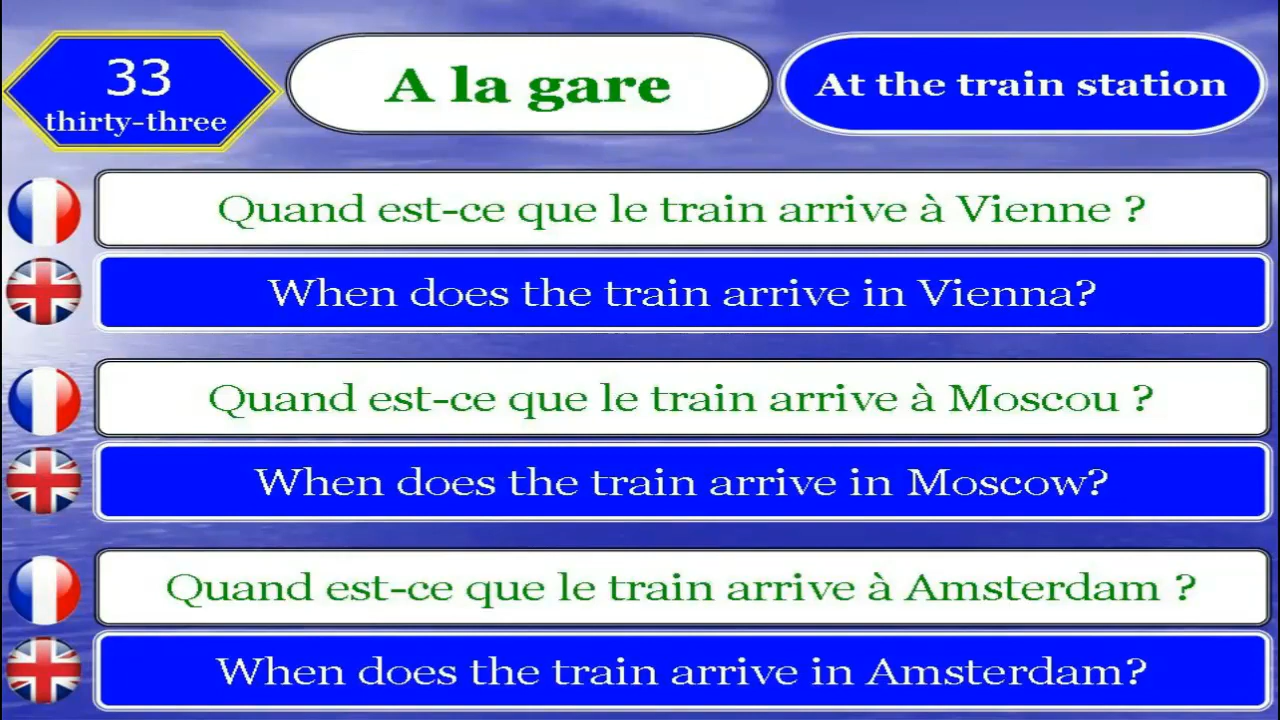 33
thirty-three
A la gare
At the train station
Quand est-ce que le train arrive à Vienne ?
When does the train arrive in Vienna?
Quand est-ce que le train arrive à Moscou ?
When does the train arrive in Moscow?
Quand est-ce que le train arrive à Amsterdam ?
When does the train arrive in Amsterdam?